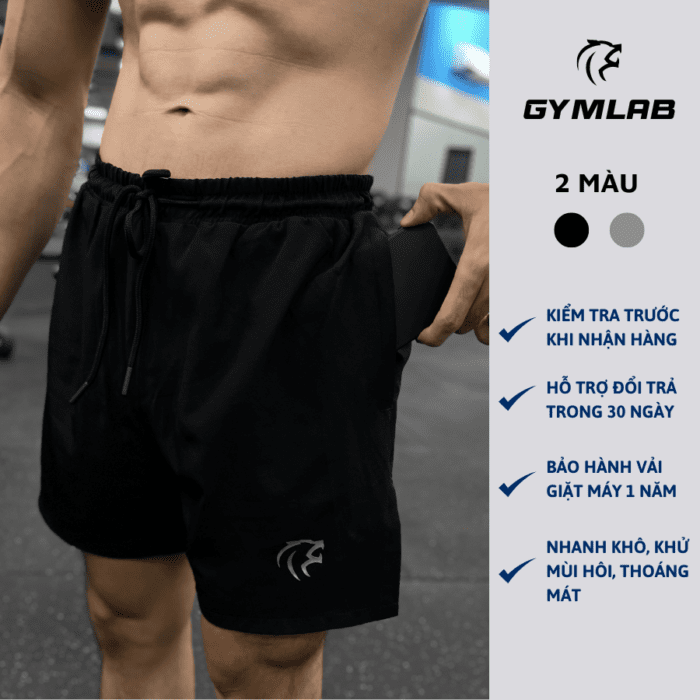 GYMLAB
2 MÀU
KIỂM TRA TRƯỚC
KHI NHẬN HÀNG
HỖ TRỢ ĐỔI TRẢ
TRONG 30 NGÀY
BẢO HÀNH VẢI
GIẶT MÁY 1 NĂM
NHANH KHÔ, KHỬ
MÙI HÔI, THOÁNG
MÁT